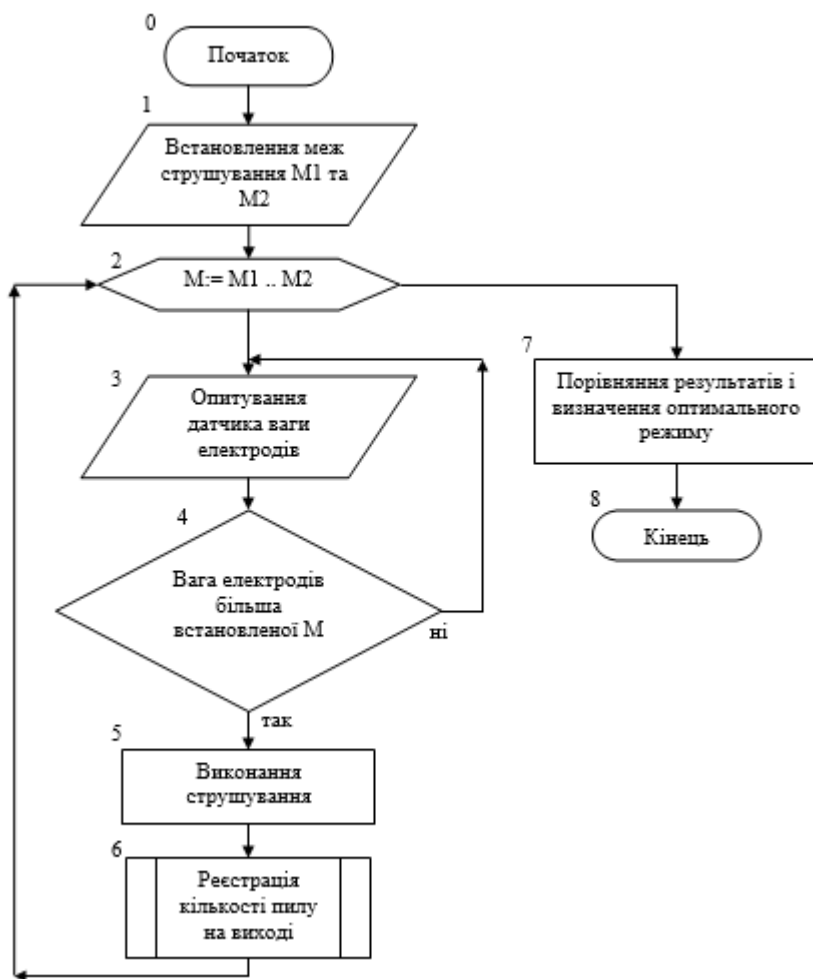 0
Початок
1
Встановлення меж
струшування М1 та
М2
2
М:= М1 .. М2
3
Опитування
датчика ваги
електродів
4
Вага електродів
більша
встановленої М
ні
так
5
Виконання
струшування
6
Реєстрація
кількості пилу
на виході
7
Порівняння результатів і
визначення оптимального
режиму
8
Кінець